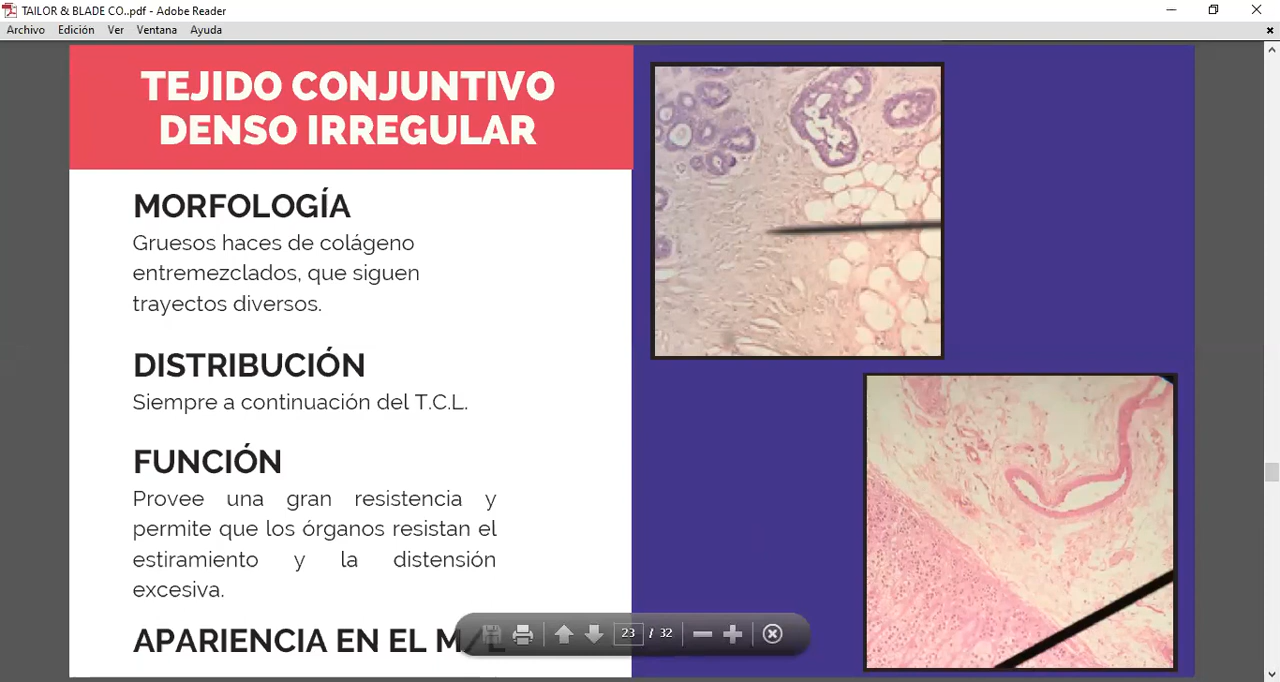 TAILOR & BLADE CO..pdf - Adobe Reader
Archivo Edición Ver Ventana Ayuda
TEJIDO CONJUNTIVO
DENSO IRREGULAR
MORFOLOGÍA
Gruesos haces de colágeno
entremezclados, que siguen
trayectos diversos.
DISTRIBUCIÓN
Siempre a continuación del T.C.L.
FUNCIÓN
Provee una gran resistencia y
permite que los órganos resistan el
estiramiento y la distensión
excesiva.
APARIENCIA EN EL M/L
23 / 32